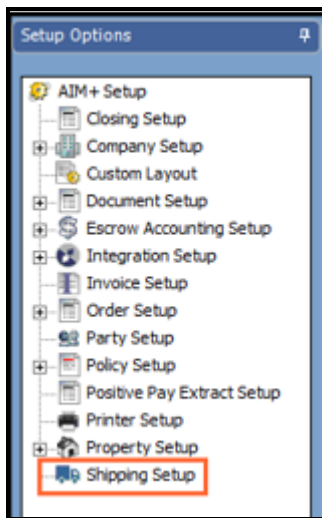 Setup Options
AIM+ Setup
Closing Setup
Company Setup
Custom Layout
Document Setup
Escrow Accounting Setup
Integration Setup
Invoice Setup
Order Setup
Party Setup
Policy Setup
Positive Pay Extract Setup
Printer Setup
Property Setup
Shipping Setup